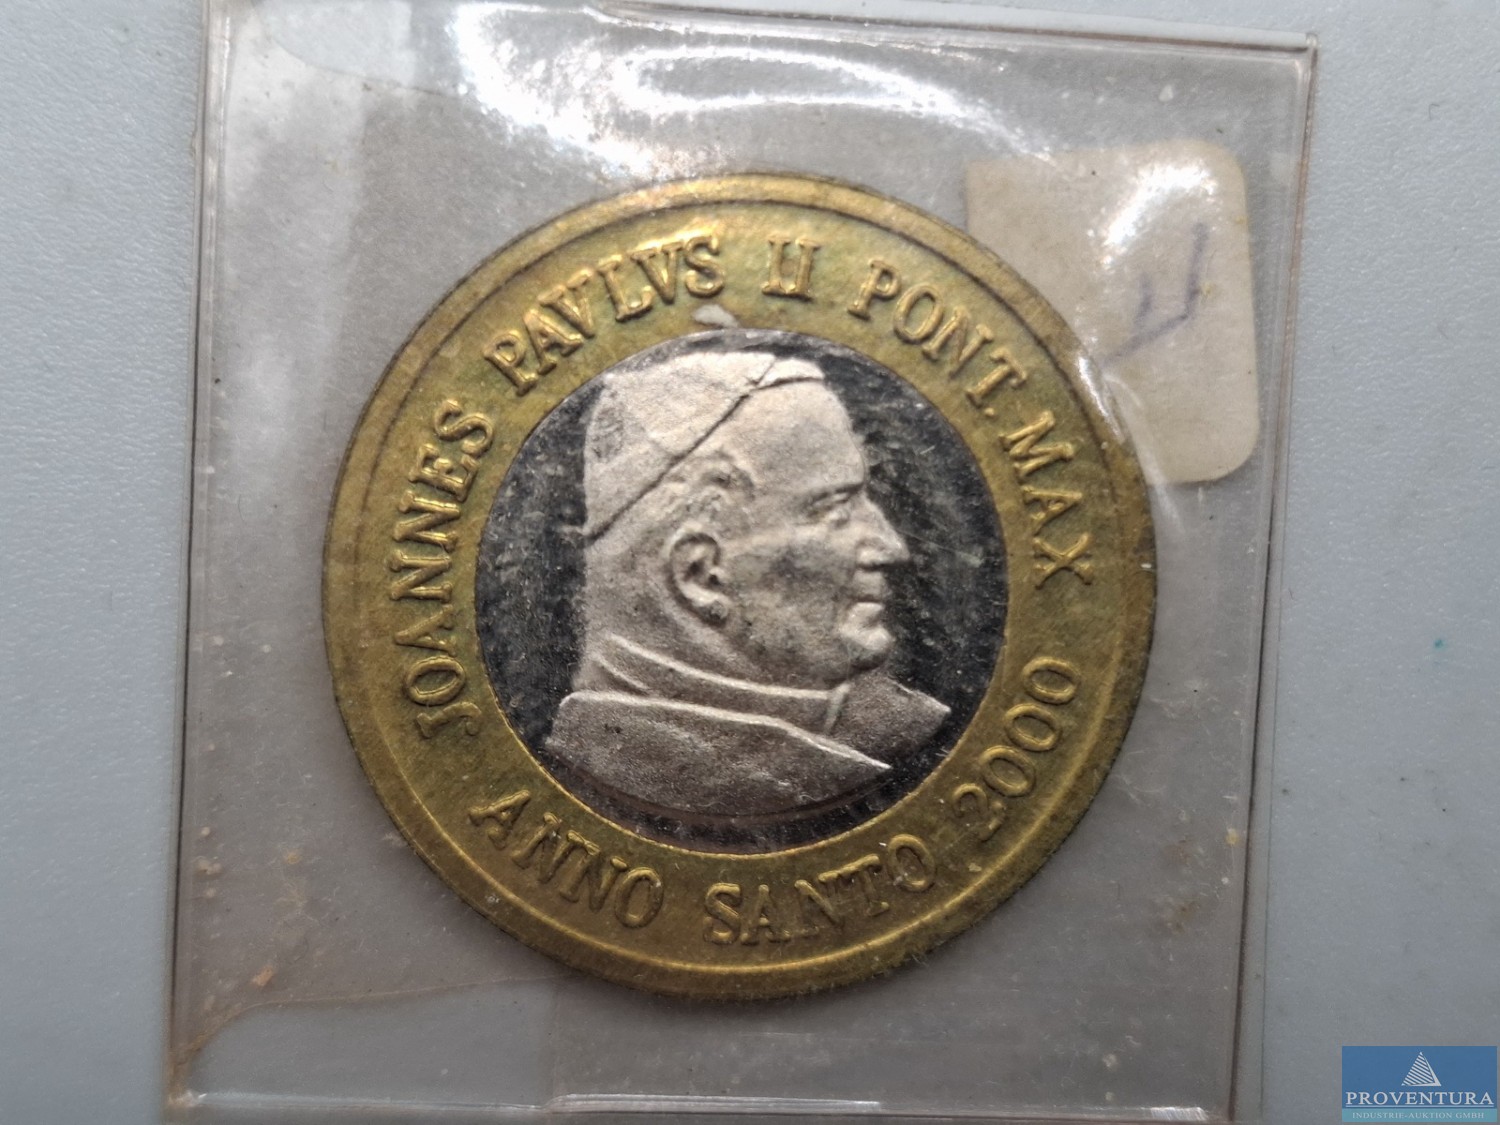 JOANNES PAVLVS II PONT. MAX
ANNO SANTO 2000
PROVENTURA
INDUSTRIE-AUKTION GMBH